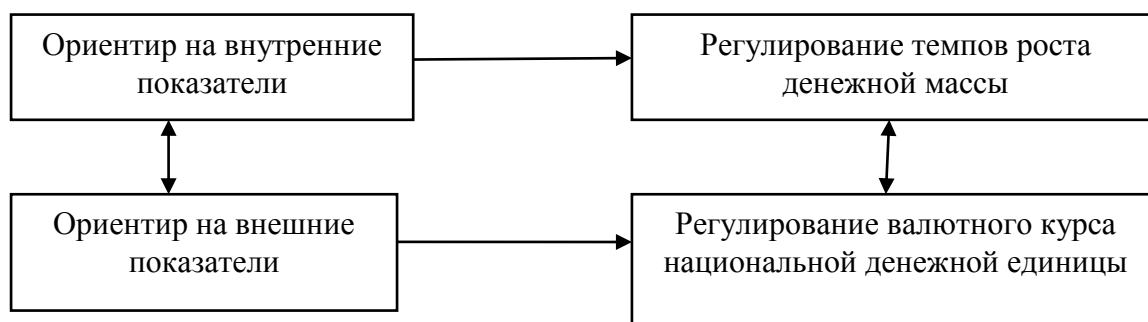 Ориентир на внутренние
показатели
Регулирование темпов роста
денежной массы
Ориентир на внешние
показатели
Регулирование валютного курса
национальной денежной единицы